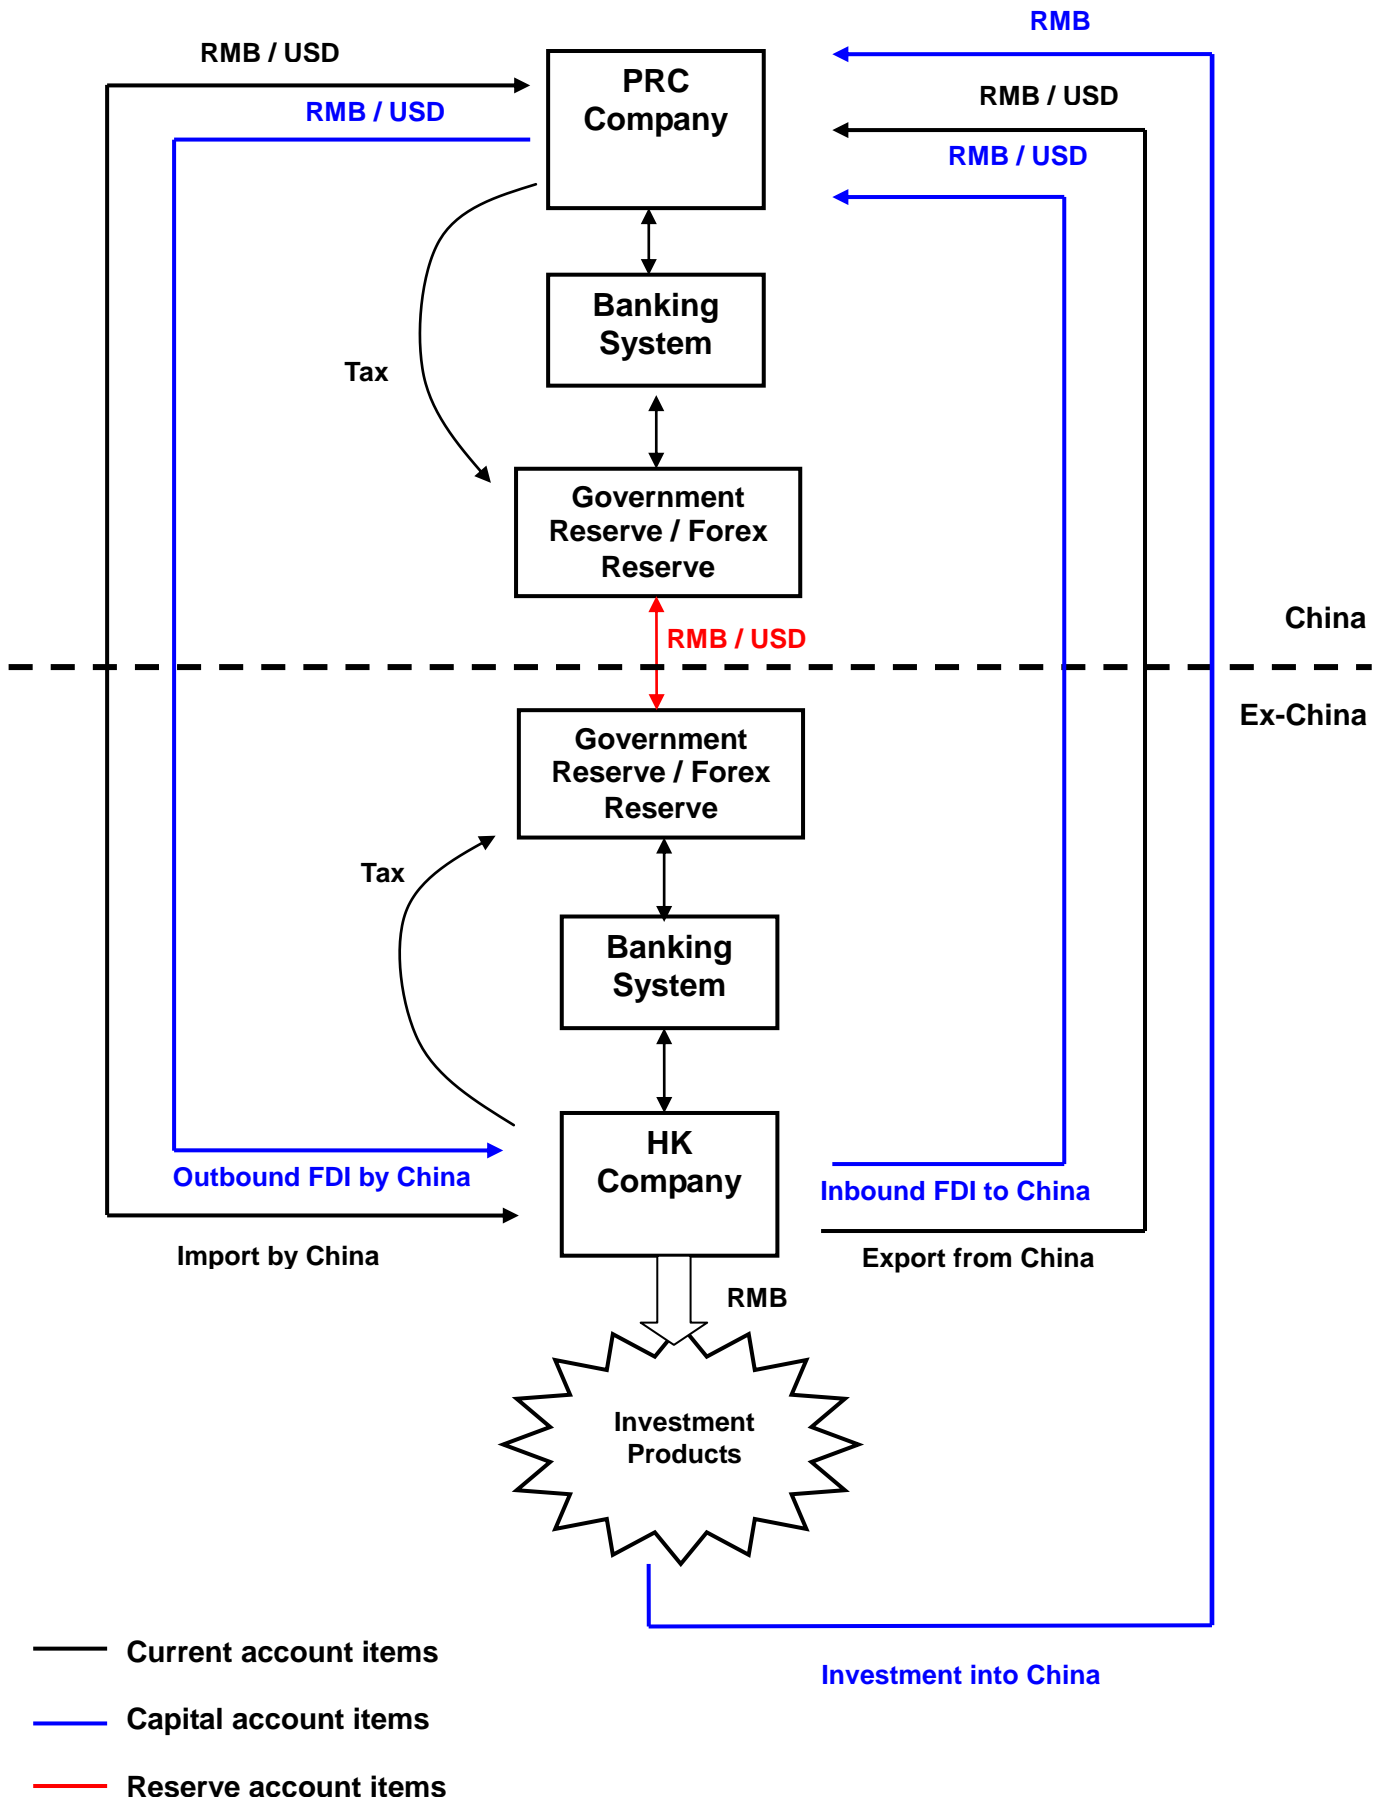 RMB
RMB / USD
PRC
Company
RMB / USD
RMB / USD
RMB / USD
Banking
System
Tax
Government
Reserve / Forex
Reserve
China
RMB / USD
Ex-China
Government
Reserve / Forex
Reserve
Tax
Banking
System
HK
Company
Outbound FDI by China
Inbound FDI to China
Import by China
Export from China
RMB
Investment
Products
Current account items
Investment into China
Capital account items
Reserve account items